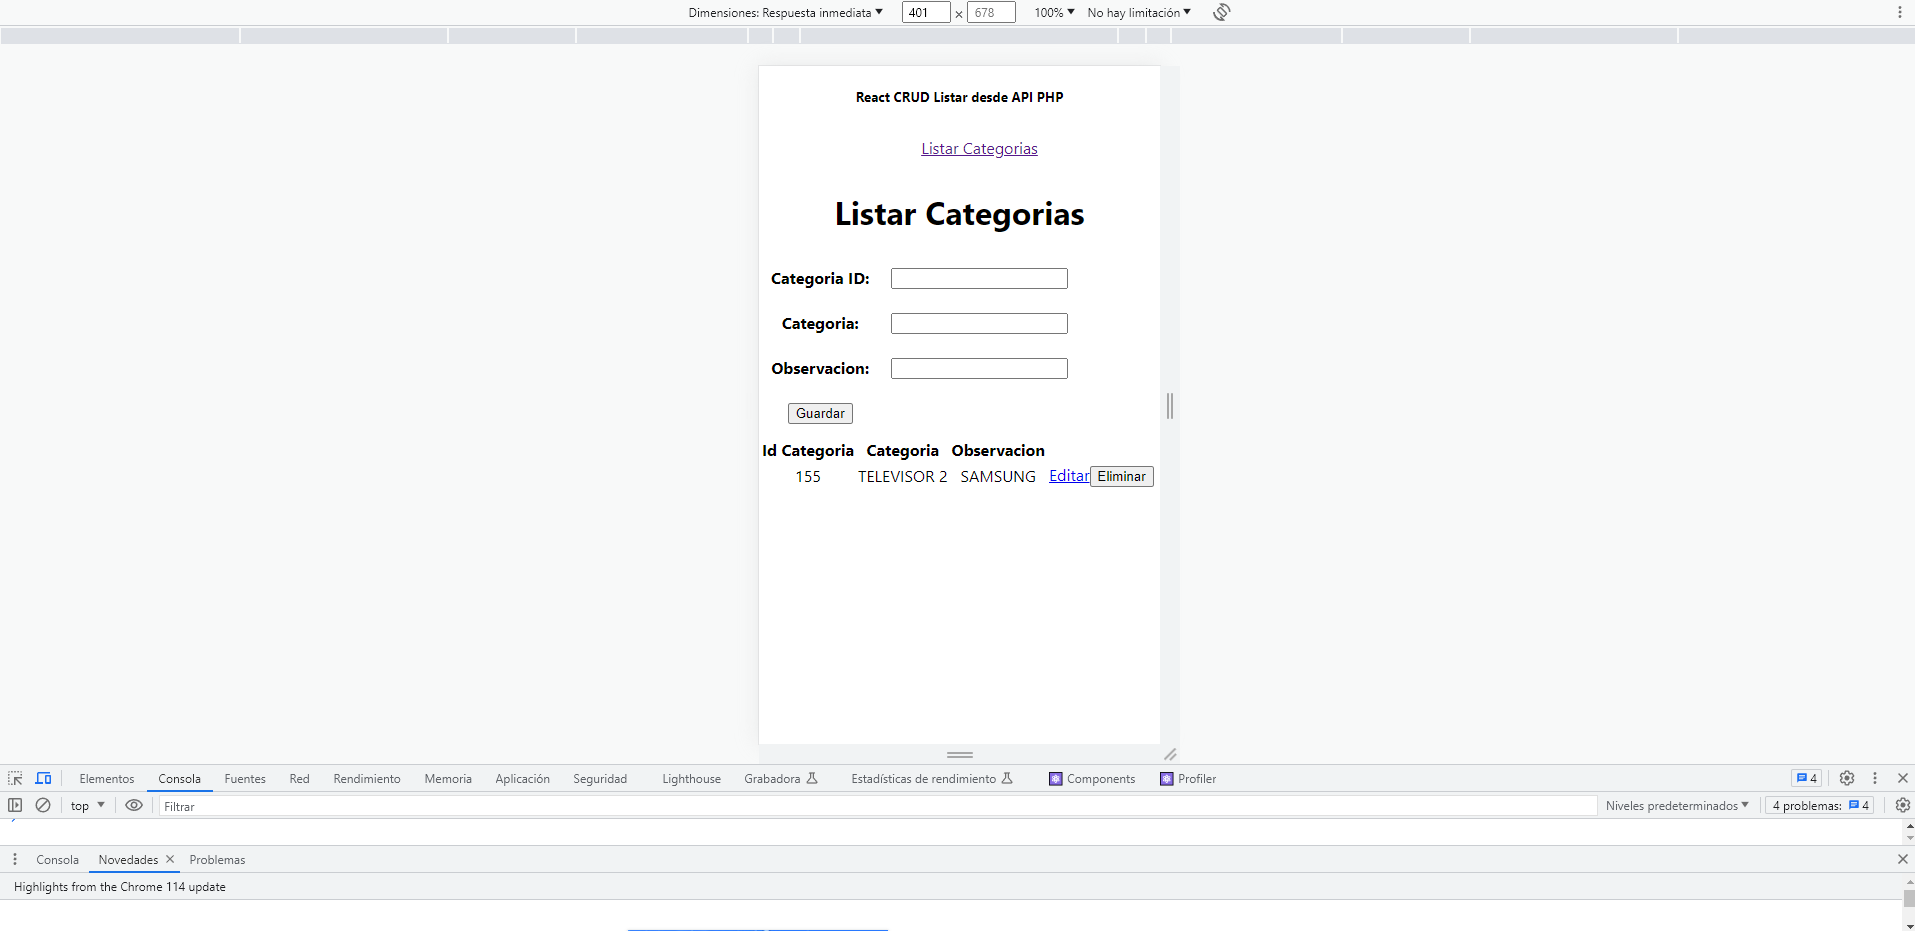 Dimensiones: Respuesta inmediata 401 × 678 100% No hay limitación
React CRUD Listar desde API PHP
Listar Categorias
Listar Categorias
Categoria ID:
Categoria:
Observacion:
Guardar
Id Categoria Categoria Observacion
155 TELEVISOR 2 SAMSUNG Editar Eliminar
Elementos Consola Fuentes Red Rendimiento Memoria Aplicación Seguridad Lighthouse Grabadora Estadísticas de rendimiento Components Profiler 4
top Filtrar Niveles predeterminados 4 problemas: 4
Consola Novedades Problemas
Highlights from the Chrome 114 update